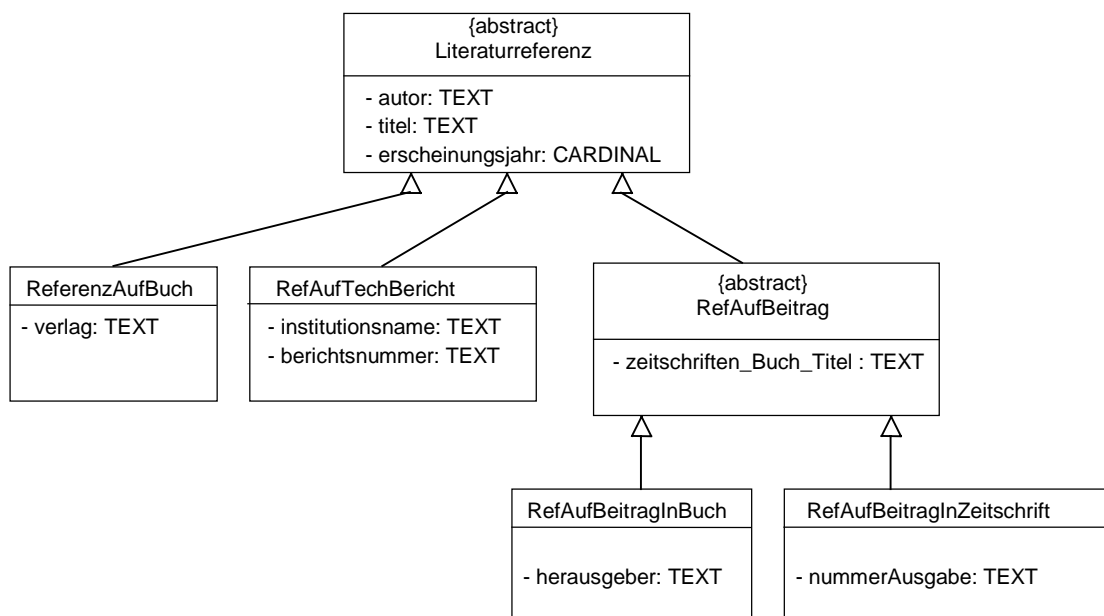 {abstract}
Literaturreferenz
- autor: TEXT
- titel: TEXT
- erscheinungsjahr: CARDINAL
ReferenzAufBuch
- verlag: TEXT
RefAufTechBericht
- institutionsname: TEXT
- berichtsnummer: TEXT
{abstract}
RefAufBeitrag
- zeitschriften_Buch_Titel : TEXT
RefAufBeitragInBuch
- herausgeber: TEXT
RefAufBeitragInZeitschrift
- nummerAusgabe: TEXT